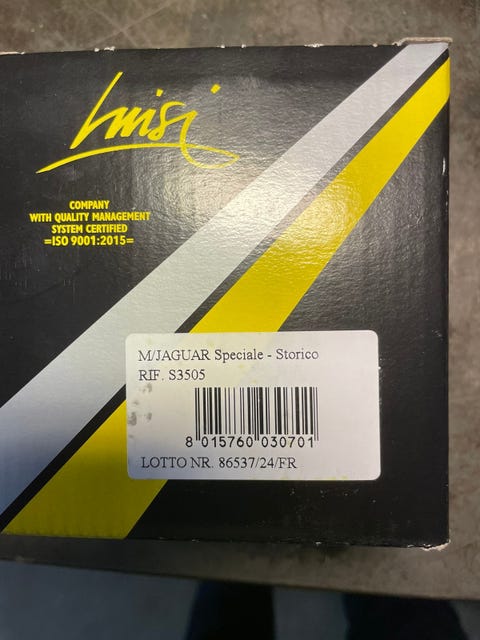 Luisi
COMPANY
WITH QUALITY MANAGEMENT
SYSTEM CERTIFIED
=ISO 9001:2015=
M/JAGUAR Speciale - Storico
RIF. S3505
8 015760 030701
LOTTO NR. 86537/24/FR